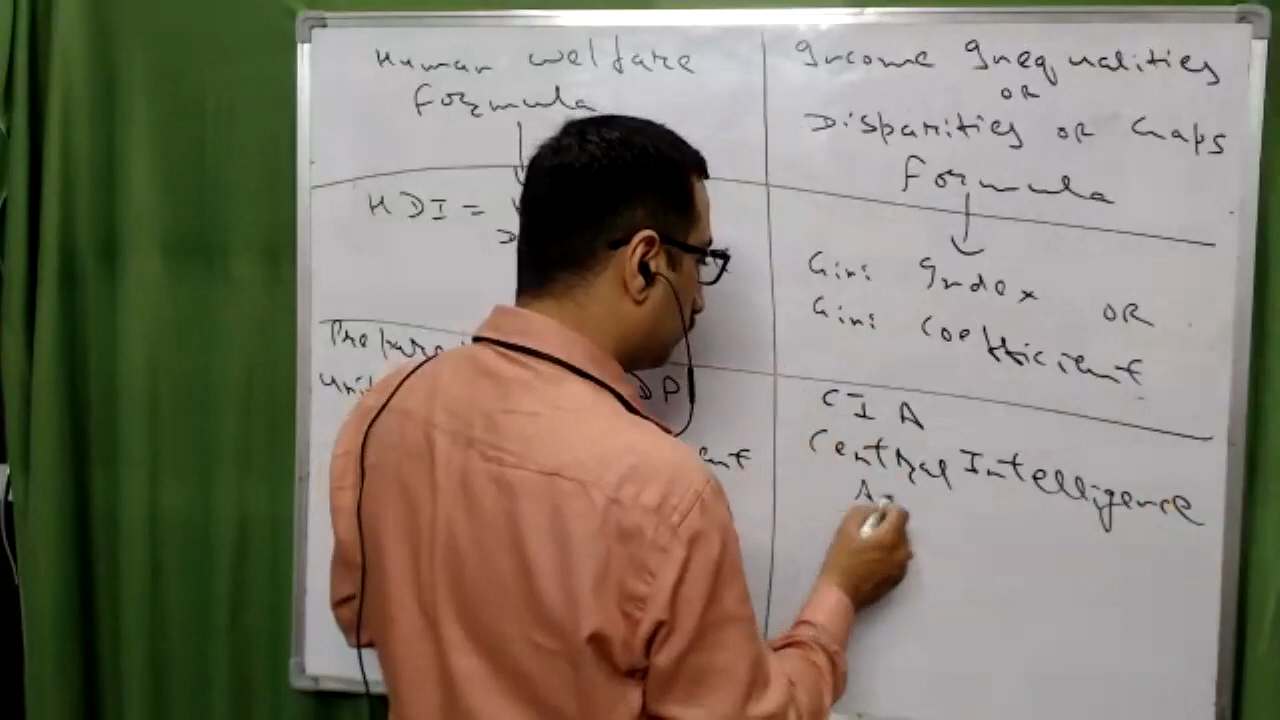 Human welfare
Formula
HDI =
Prepare
DP
Income Inequalities
OR
Disparities OR Gaps
Formula
Gini Index OR
Gini Coefficient
CIA
Central Intelligence